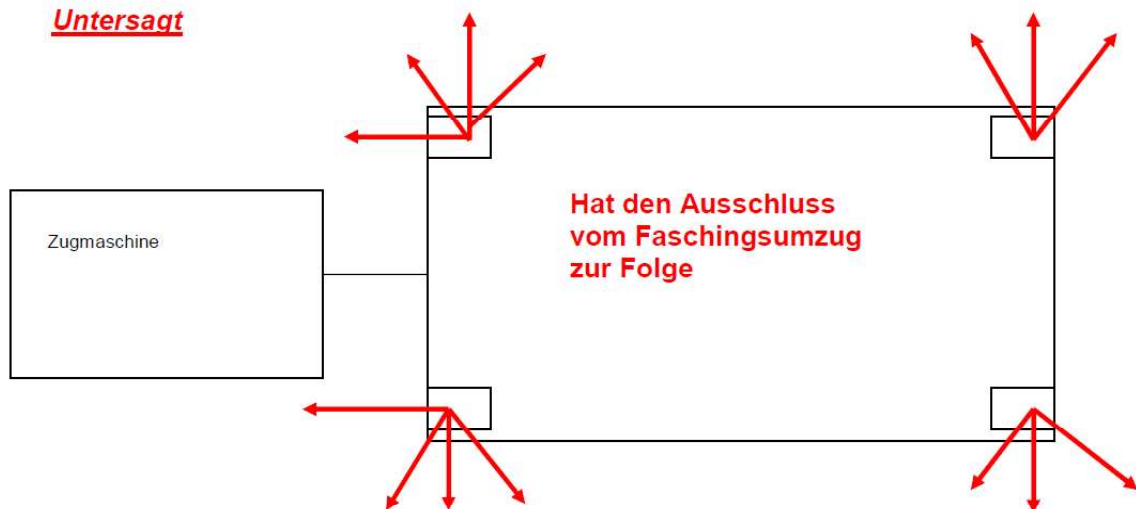 Untersagt
Zugmaschine
Hat den Ausschluss
vom Faschingsumzug
zur Folge